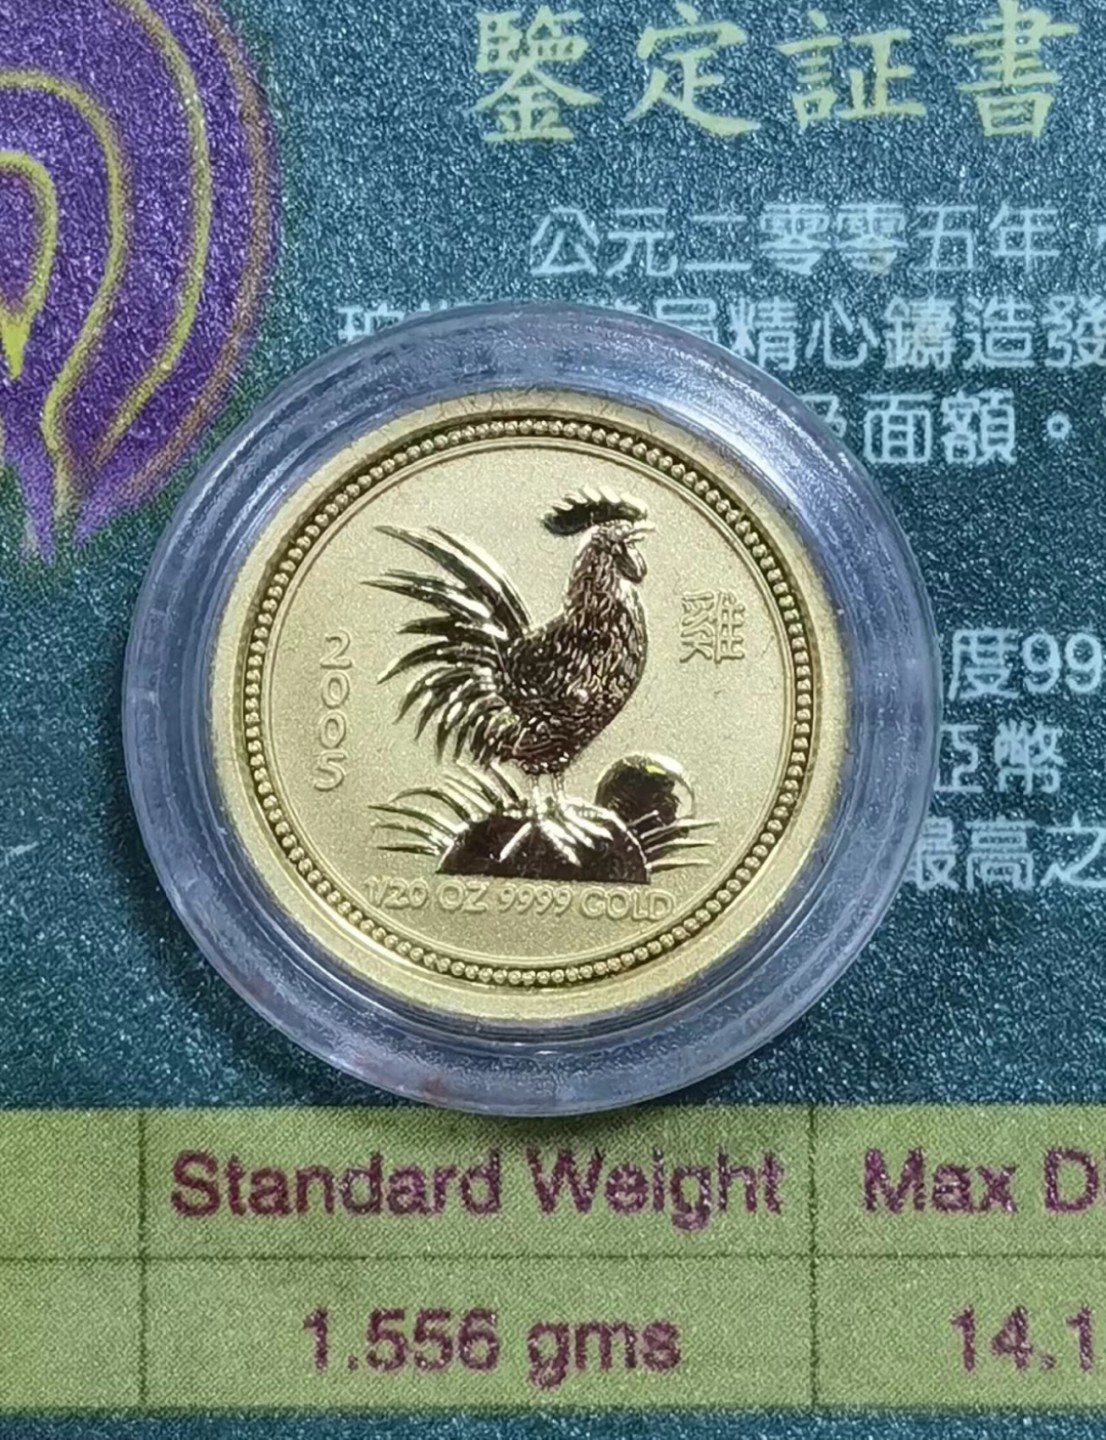 鑒定証書
公元二零零五年，
精心鑄造發
面額。
2005
雞
度99
幣
1/20 OZ 9999 GOLD
最高之
Standard Weight
Max D
1.556 gms
14.1